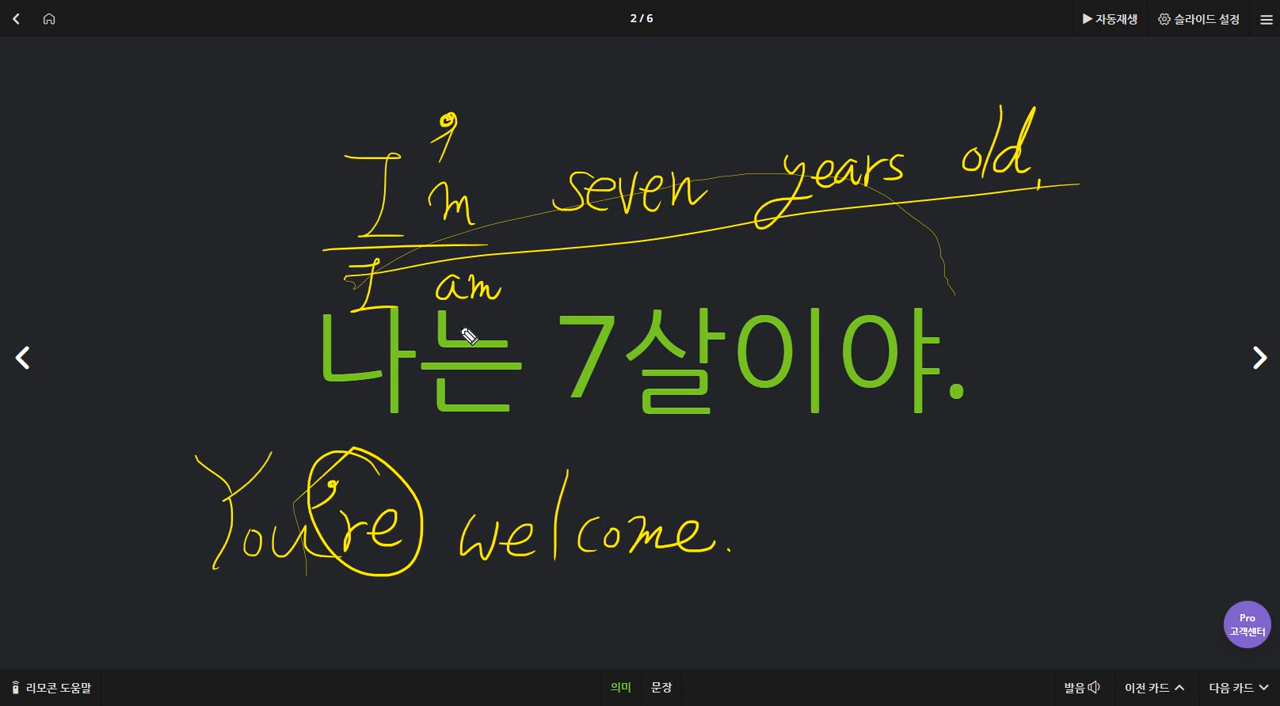 2 / 6
자동재생
슬라이드 설정
I'm seven years old.
I am
나는 7살이야.
You're welcome.
Pro
고객센터
리모콘 도움말
의미
문장
발음
이전 카드
다음 카드